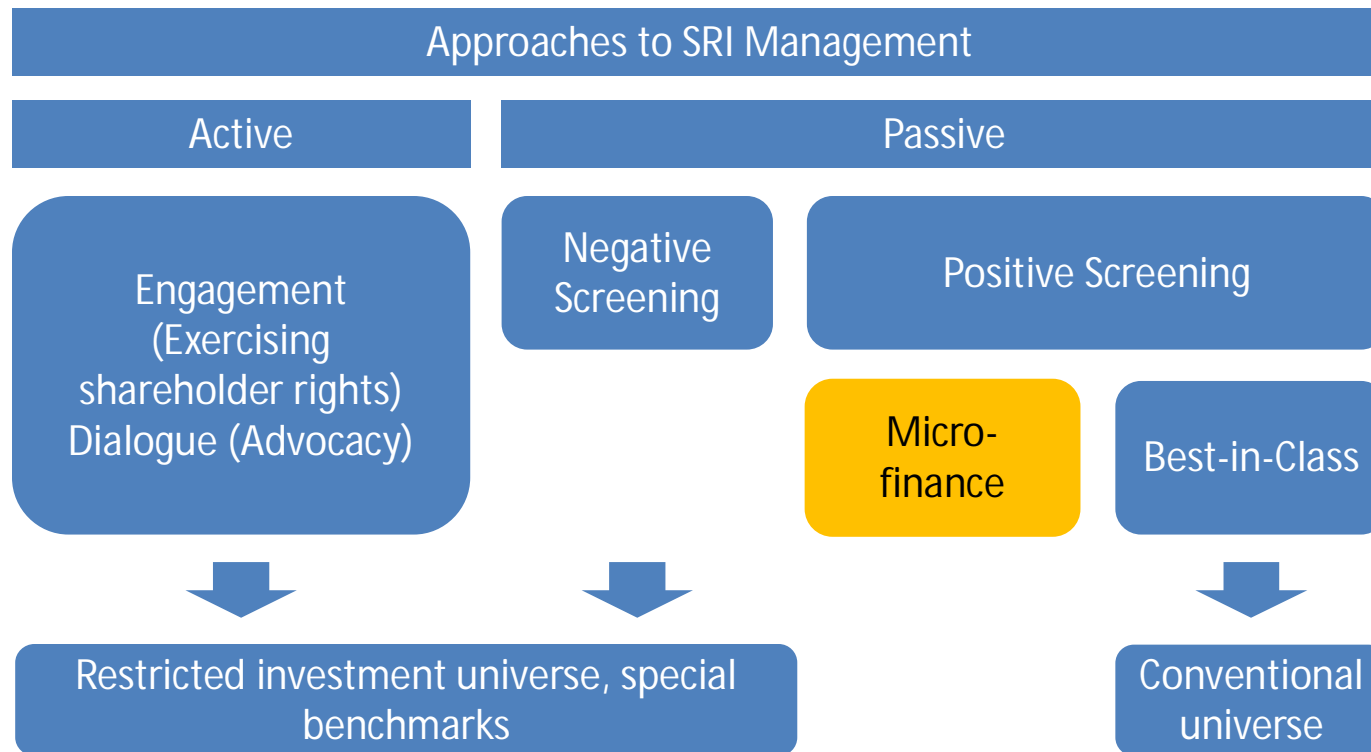 Approaches to SRI Management
Active
Passive
Engagement
(Exercising
shareholder rights)
Dialogue (Advocacy)
Negative
Screening
Positive Screening
Micro-
finance
Best-in-Class
Restricted investment universe, special
benchmarks
Conventional
universe